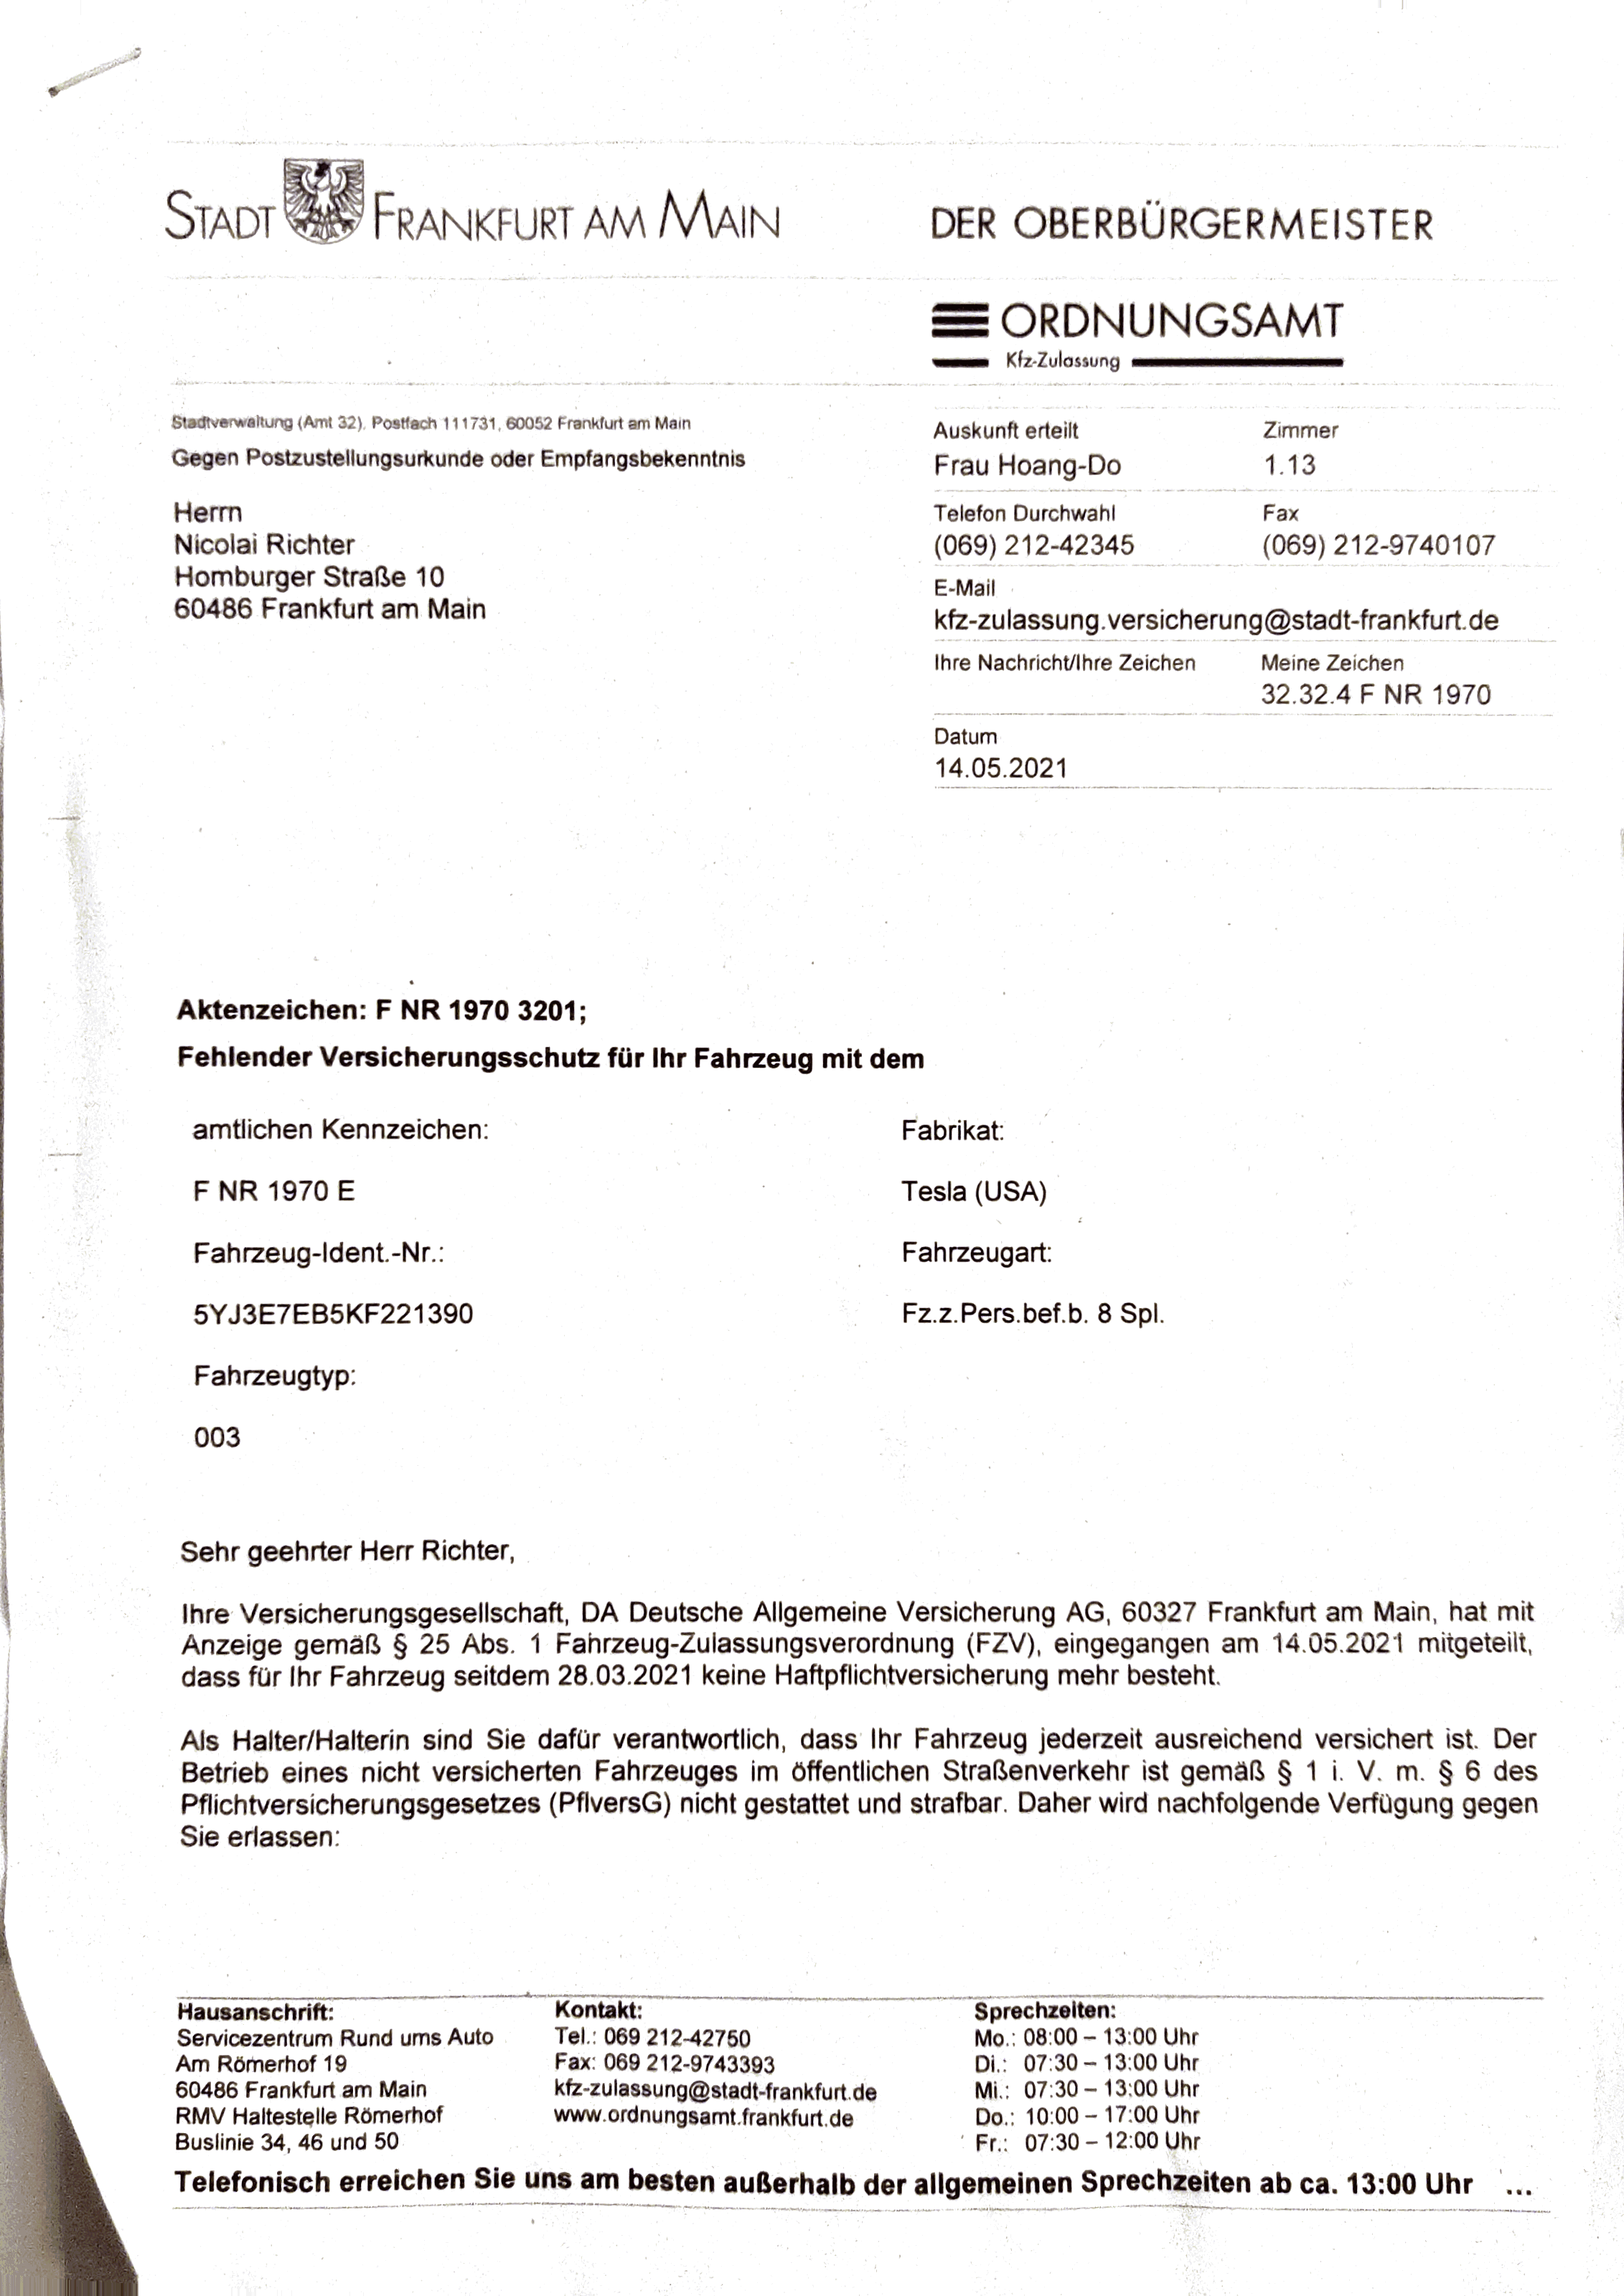 STADT FRANKFURT AM MAIN
DER OBERBÜRGERMEISTER
ORDNUNGSAMT
Kfz-Zulassung
Stadtverwaltung (Amt 32), Postfach 111731, 60052 Frankfurt am Main
Gegen Postzustellungsurkunde oder Empfangsbekenntnis
Herrn
Nicolai Richter
Homburger Straße 10
60486 Frankfurt am Main
Auskunft erteilt Zimmer
Frau Hoang-Do 1.13
Telefon Durchwahl Fax
(069) 212-42345 (069) 212-9740107
E-Mail
kfz-zulassung.versicherung@stadt-frankfurt.de
Ihre Nachricht/Ihre Zeichen Meine Zeichen
32.32.4 F NR 1970
Datum
14.05.2021
Aktenzeichen: F NR 1970 3201;
Fehlender Versicherungsschutz für Ihr Fahrzeug mit dem
amtlichen Kennzeichen: Fabrikat:
F NR 1970 E Tesla (USA)
Fahrzeug-Ident.-Nr.: Fahrzeugart:
5YJ3E7EB5KF221390 Fz.z.Pers.bef.b. 8 Spl.
Fahrzeugtyp:
003
Sehr geehrter Herr Richter,
Ihre Versicherungsgesellschaft, DA Deutsche Allgemeine Versicherung AG, 60327 Frankfurt am Main, hat mit
Anzeige gemäß § 25 Abs. 1 Fahrzeug-Zulassungsverordnung (FZV), eingegangen am 14.05.2021 mitgeteilt,
dass für Ihr Fahrzeug seitdem 28.03.2021 keine Haftpflichtversicherung mehr besteht.
Als Halter/Halterin sind Sie dafür verantwortlich, dass Ihr Fahrzeug jederzeit ausreichend versichert ist. Der
Betrieb eines nicht versicherten Fahrzeuges im öffentlichen Straßenverkehr ist gemäß § 1 i. V. m. § 6 des
Pflichtversicherungsgesetzes (PflversG) nicht gestattet und strafbar. Daher wird nachfolgende Verfügung gegen
Sie erlassen:
Hausanschrift: Kontakt: Sprechzeiten:
Servicezentrum Rund ums Auto Tel.: 069 212-42750 Mo.: 08:00 – 13:00 Uhr
Am Römerhof 19 Fax: 069 212-9743393 Di.: 07:30 – 13:00 Uhr
60486 Frankfurt am Main kfz-zulassung@stadt-frankfurt.de Mi.: 07:30 – 13:00 Uhr
RMV Haltestelle Römerhof www.ordnungsamt.frankfurt.de Do.: 10:00 – 17:00 Uhr
Buslinie 34, 46 und 50 Fr.: 07:30 – 12:00 Uhr
Telefonisch erreichen Sie uns am besten außerhalb der allgemeinen Sprechzeiten ab ca. 13:00 Uhr ...